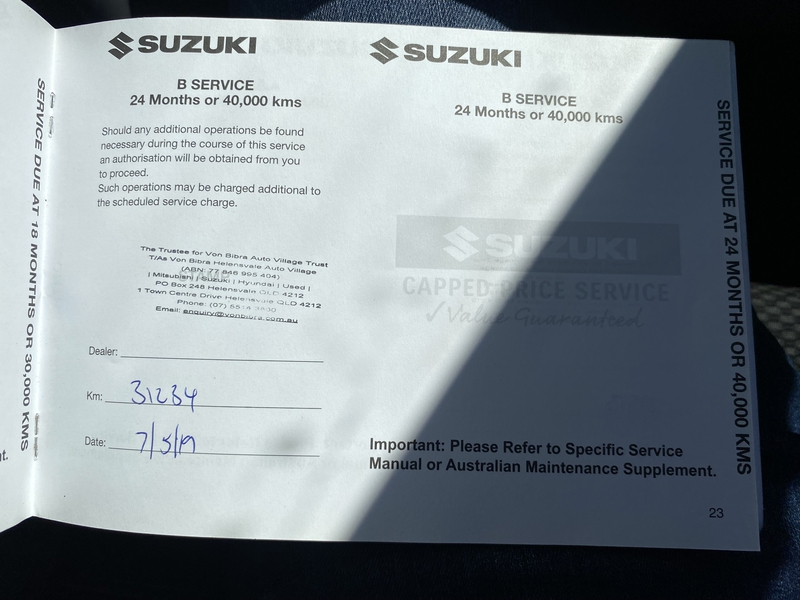 SERVICE DUE AT 18 MONTHS OR 30,000 KMS
SUZUKI
B SERVICE
24 Months or 40,000 kms
Should any additional operations be found
necessary during the course of this service
an authorisation will be obtained from you
to proceed.
Such operations may be charged additional to
the scheduled service charge.
The Trustee for Von Bibra Auto Village Trust
T/As Von Bibra Helensvale Auto Village
(ABN: 77 846 995 404)
| Mitsubishi | SUZUKI | Hyundai | Used |
PO Box 248 Helensvale QLD 4212
1 Town Centre Drive Helensvale QLD 4212
Phone: (07)
Email: enquiry@vonbibra.com.au
Dealer:
Km: 31234
Date: 7/5/19
SUZUKI
B SERVICE
24 Months or 40,000 kms
SUZUKI
CAPPED PRICE SERVICE
✓ Value Guaranteed
Important: Please Refer to Specific Service
Manual or Australian Maintenance Supplement.
23
SERVICE DUE AT 24 MONTHS OR 40,000 KMS